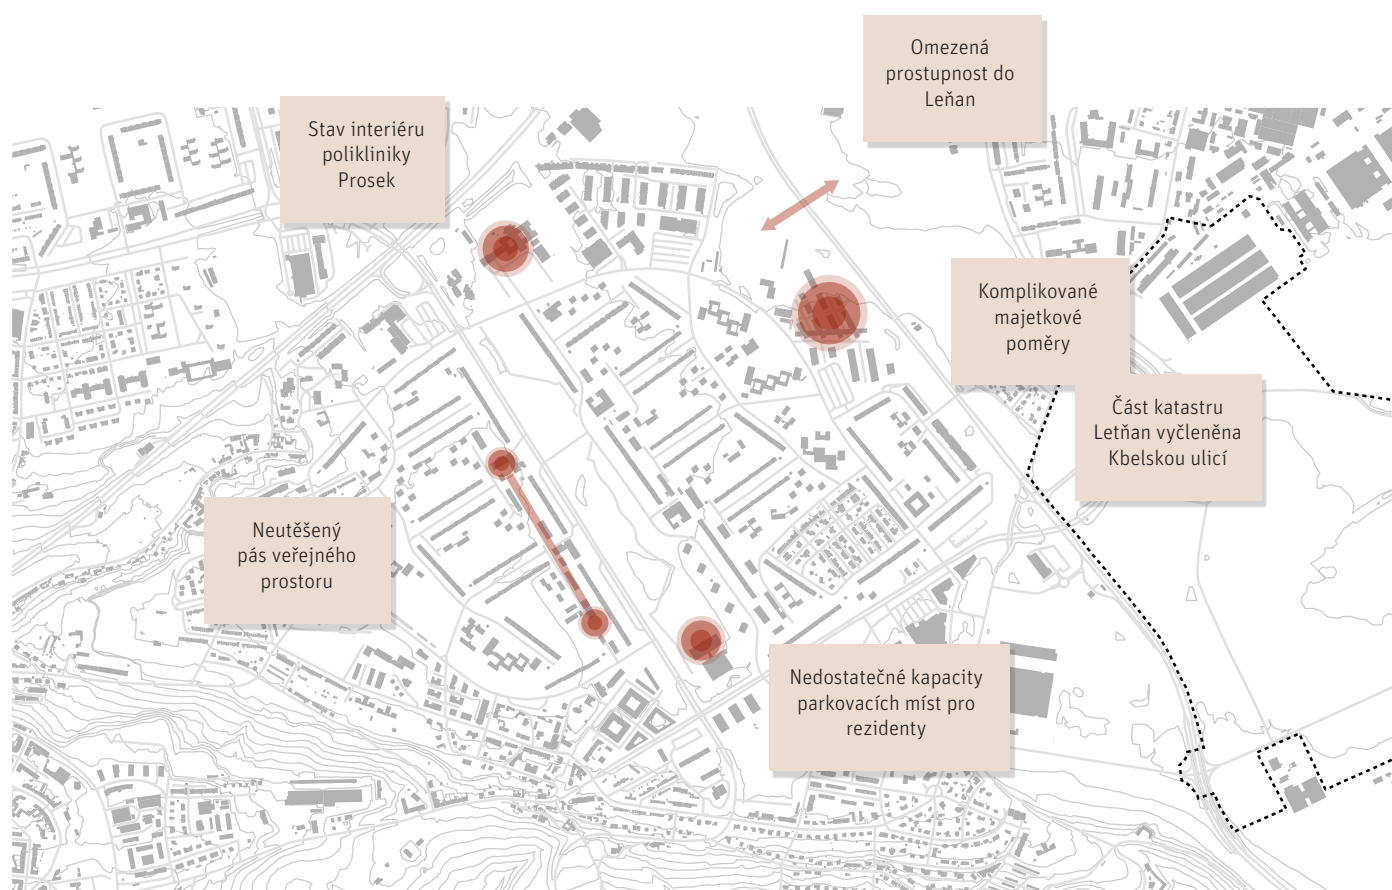 Omezená
prostupnost do
Leňan
Stav interiéru
polikliniky
Prosek
Komplikované
majetkové
poměry
Část katastru
Letňan vyčleněna
Kbelskou ulicí
Neutěšený
pás veřejného
prostoru
Nedostatečné kapacity
parkovacích míst pro
rezidenty